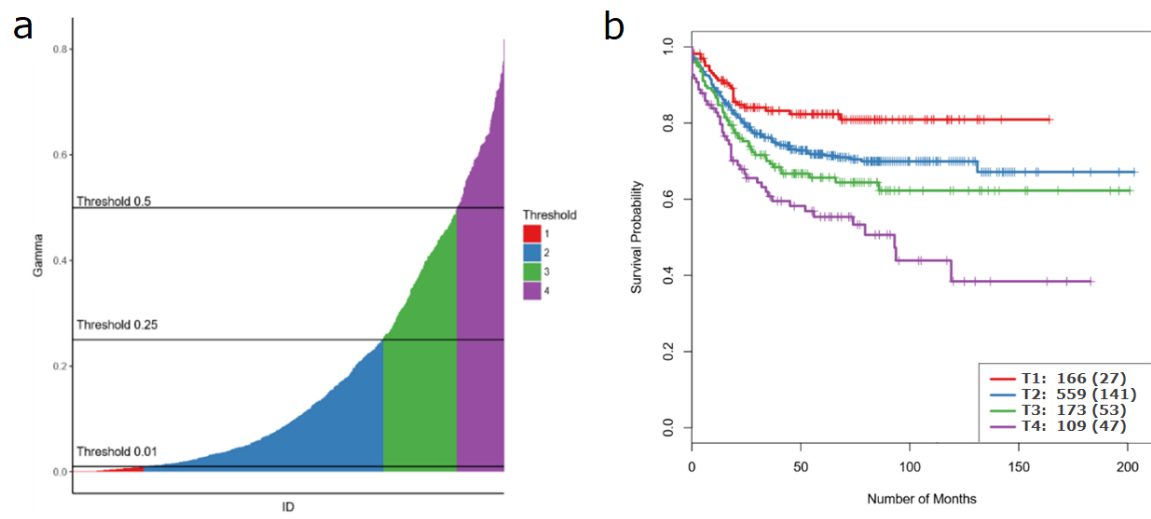 a
0.8
0.6
0.4
0.2
0.0
Gamma
Threshold 0.5
Threshold 0.25
Threshold 0.01
ID
Threshold
1
2
3
4
b
1.0
0.8
0.6
0.4
0.2
0.0
Survival Probability
T1: 166 (27)
T2: 559 (141)
T3: 173 (53)
T4: 109 (47)
0 50 100 150 200
Number of Months